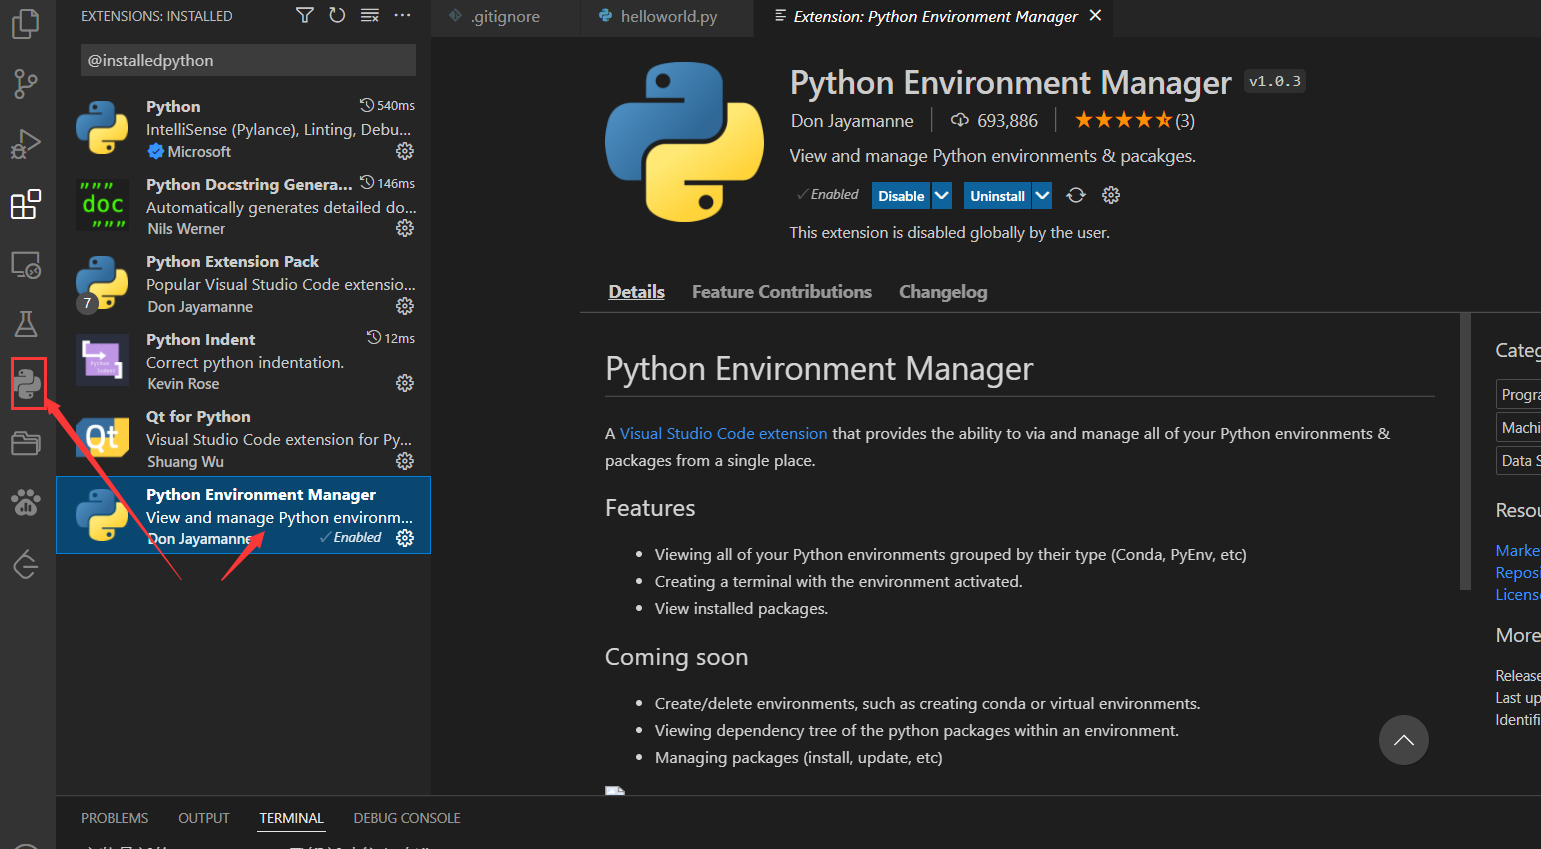 EXTENSIONS: INSTALLED
@installedpython
Python
540ms
IntelliSense (Pylance), Linting, Debu...
Microsoft
Python Docstring Genera...
146ms
Automatically generates detailed do...
Nils Werner
Python Extension Pack
Popular Visual Studio Code extensio...
7
Don Jayamanne
Python Indent
12ms
Correct python indentation.
Kevin Rose
Qt for Python
Visual Studio Code extension for Py...
Shuang Wu
Python Environment Manager
View and manage Python environm...
Don Jayamanne
Enabled
"""
doc
"""
Qt
.gitignore
helloworld.py
Extension: Python Environment Manager
Python Environment Manager v1.0.3
Don Jayamanne
693,886
(3)
View and manage Python environments & pacakges.
Enabled
Disable
Uninstall
This extension is disabled globally by the user.
Details
Feature Contributions
Changelog
Python Environment Manager
A Visual Studio Code extension that provides the ability to via and manage all of your Python environments &
packages from a single place.
Features
Viewing all of your Python environments grouped by their type (Conda, PyEnv, etc)
Creating a terminal with the environment activated.
View installed packages.
Coming soon
Create/delete environments, such as creating conda or virtual environments.
Viewing dependency tree of the python packages within an environment.
Managing packages (install, update, etc)
Categ
Progra
Machi
Data S
Resou
Marke
Reposi
License
More
Release
Last up
Identifi
PROBLEMS
OUTPUT
TERMINAL
DEBUG CONSOLE